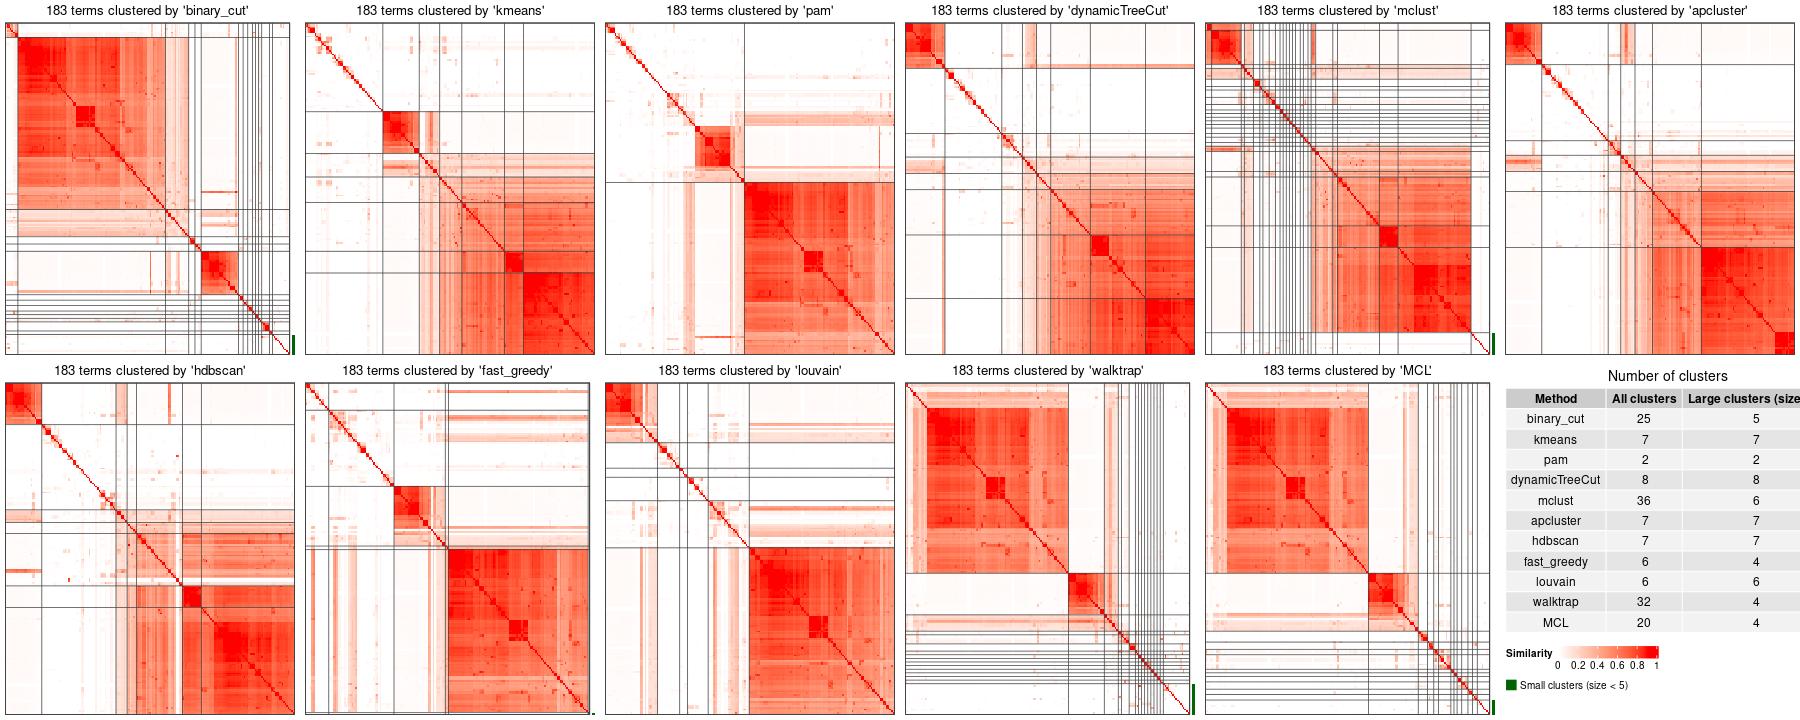 183 terms clustered by 'binary_cut'
183 terms clustered by 'kmeans'
183 terms clustered by 'pam'
183 terms clustered by 'dynamicTreeCut'
183 terms clustered by 'mclust'
183 terms clustered by 'apcluster'
183 terms clustered by 'hdbscan'
183 terms clustered by 'fast_greedy'
183 terms clustered by 'louvain'
183 terms clustered by 'walktrap'
183 terms clustered by 'MCL'
Number of clusters
Method All clusters Large clusters (size
binary_cut 25 5
kmeans 7 7
pam 2 2
dynamicTreeCut 8 8
mclust 36 6
apcluster 7 7
hdbscan 7 7
fast_greedy 6 4
louvain 6 6
walktrap 32 4
MCL 20 4
Similarity
0 0.2 0.4 0.6 0.8 1
Small clusters (size < 5)